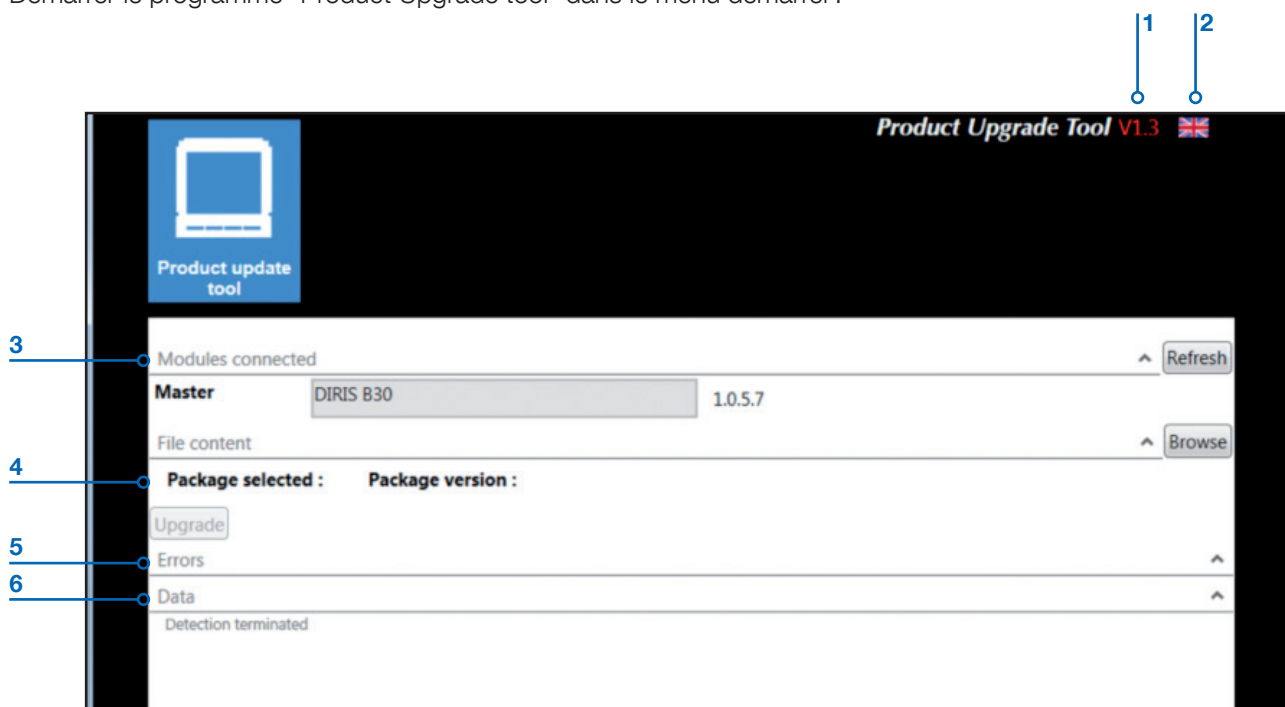 Démarrer le programme "Product Upgrade tool" dans le menu démarrer.
1 2
Product Upgrade Tool V1.3
Product update
tool
3
Modules connected
Refresh
Master DIRIS B30 1.0.5.7
File content
Browse
4
Package selected : Package version :
Upgrade
5
Errors
6
Data
Detection terminated